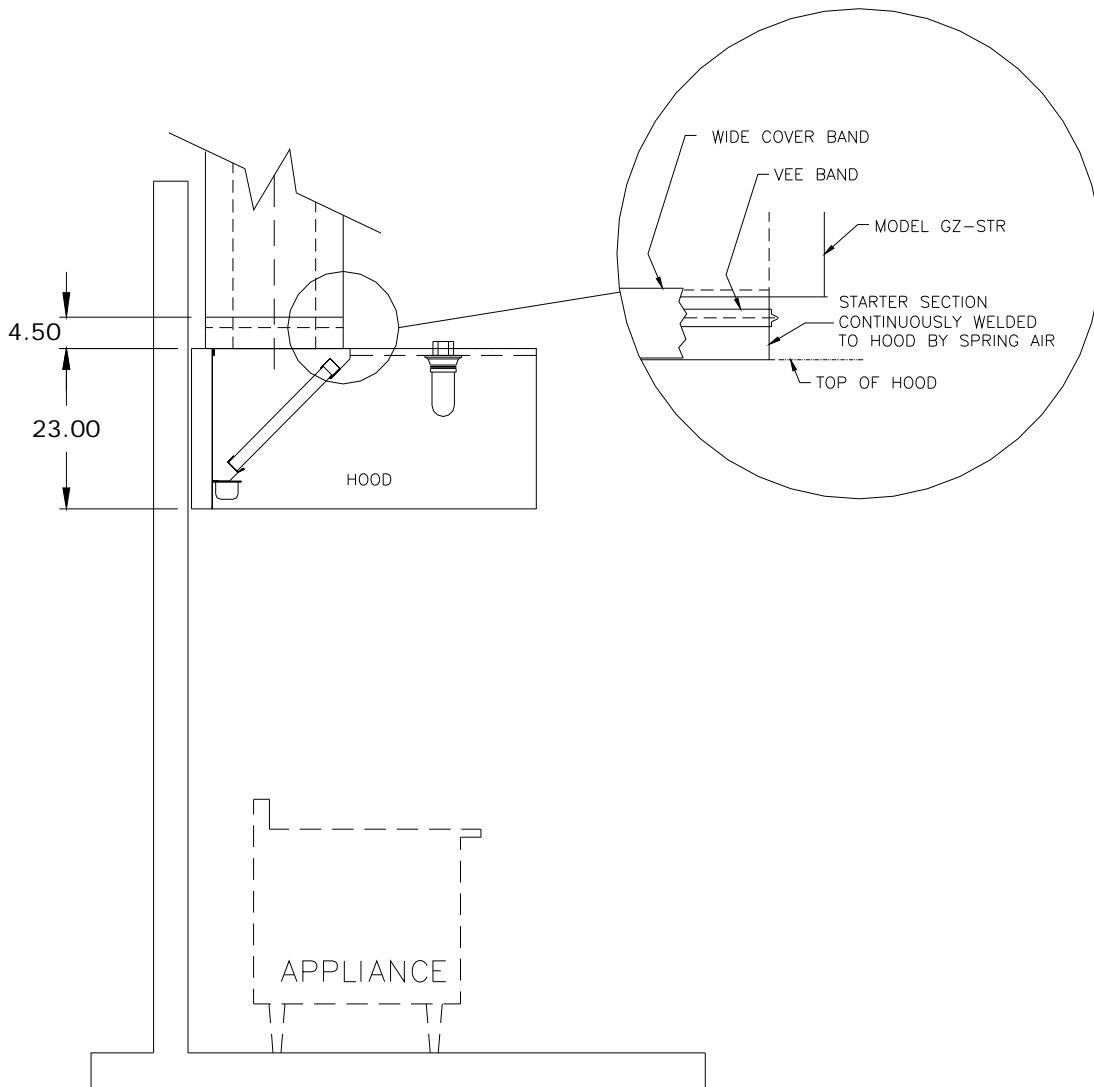 WIDE COVER BAND
VEE BAND
MODEL GZ-STR
STARTER SECTION
CONTINUOUSLY WELDED
TO HOOD BY SPRING AIR
TOP OF HOOD
4.50
23.00
HOOD
APPLIANCE